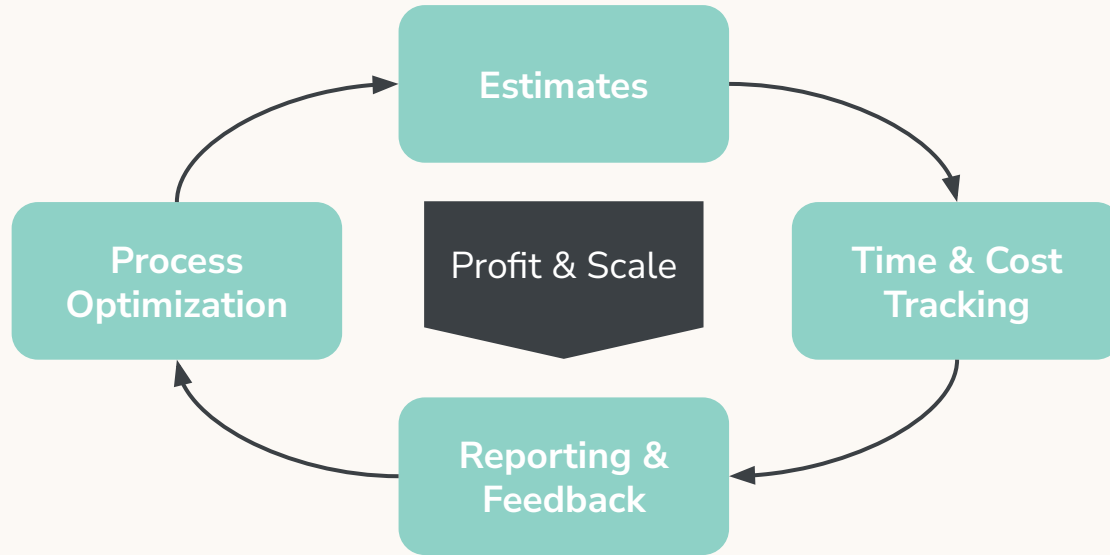 Estimates
Process
Optimization
Profit & Scale
Time & Cost
Tracking
Reporting &
Feedback